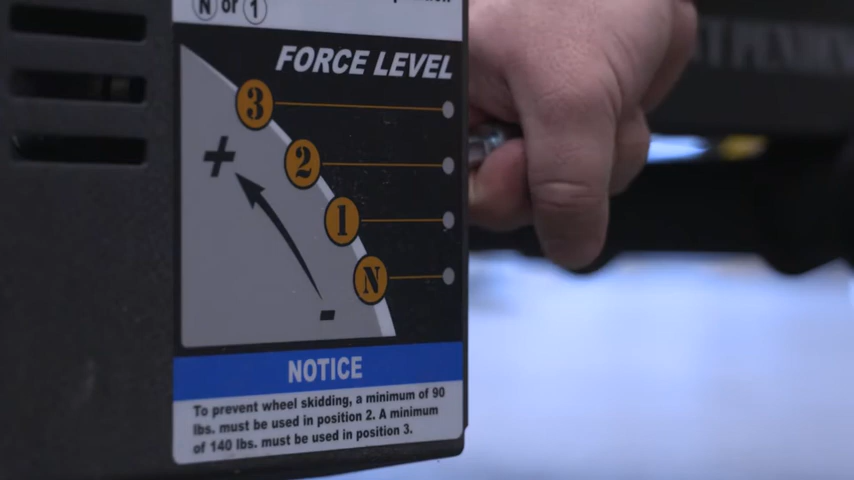 N or 1
FORCE LEVEL
3
+
2
1
N
-
NOTICE
To prevent wheel skidding, a minimum of 90
lbs. must be used in position 2. A minimum
of 140 lbs. must be used in position 3.